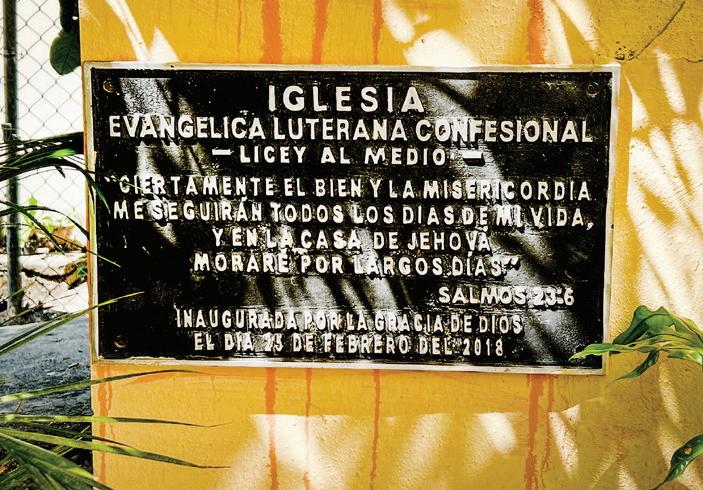 IGLESIA
EVANGELICA LUTERANA CONFESIONAL
— LICEY AL MEDIO —
"CIERTAMENTE EL BIEN Y LA MISERICORDIA
ME SEGUIRÁN TODOS LOS DIAS DE MI VIDA,
Y EN LA CASA DE JEHOVÁ
MORARÉ POR LARGOS DÍAS"
SALMOS 23:6
INAUGURADA POR LA GRACIA DE DIOS
EL DIA 25 DE FEBRERO DEL 2018